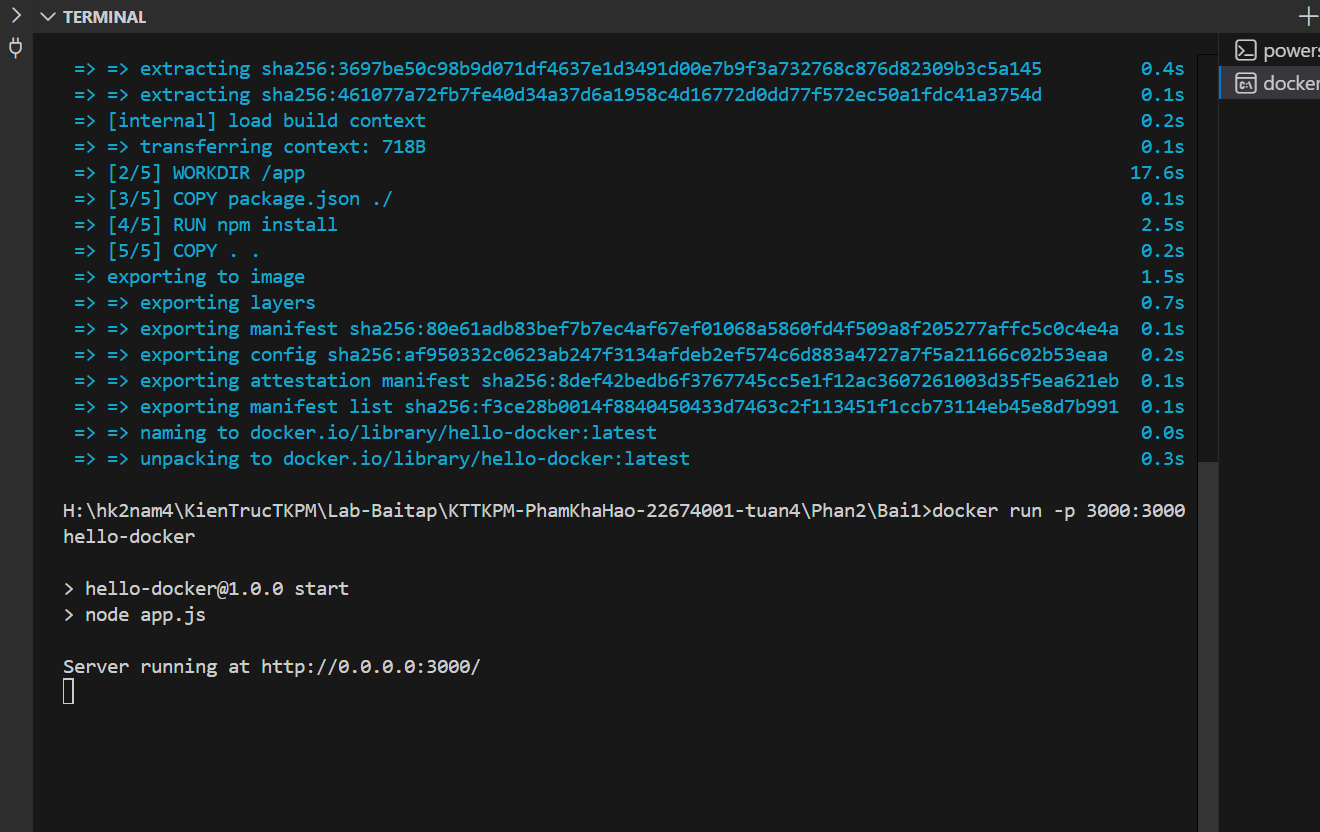 TERMINAL
=> => extracting sha256:3697be50c98b9d071df4637e1d3491d00e7b9f3a732768c876d82309b3c5a145 0.4s
=> => extracting sha256:461077a72fb7fe40d34a37d6a1958c4d16772d0dd77f572ec50a1fdc41a3754d 0.1s
=> [internal] load build context 0.2s
=> => transferring context: 718B 0.1s
=> [2/5] WORKDIR /app 17.6s
=> [3/5] COPY package.json ./ 0.1s
=> [4/5] RUN npm install 2.5s
=> [5/5] COPY . . 0.2s
=> exporting to image 1.5s
=> => exporting layers 0.7s
=> => exporting manifest sha256:80e61adb83bef7b7ec4af67ef01068a5860fd4f509a8f205277affc5c0c4e4a 0.1s
=> => exporting config sha256:af950332c0623ab247f3134afdeb2ef574c6d883a4727a7f5a21166c02b53eaa 0.2s
=> => exporting attestation manifest sha256:8def42bedb6f3767745cc5e1f12ac3607261003d35f5ea621eb 0.1s
=> => exporting manifest list sha256:f3ce28b0014f8840450433d7463c2f113451f1ccb73114eb45e8d7b991 0.1s
=> => naming to docker.io/library/hello-docker:latest 0.0s
=> => unpacking to docker.io/library/hello-docker:latest 0.3s
H:\hk2nam4\KienTrucTKPM\Lab-Baitap\KTTKPM-PhamKhaHao-22674001-tuan4\Phan2\Bai1>docker run -p 3000:3000
hello-docker
> hello-docker@1.0.0 start
> node app.js
Server running at http://0.0.0.0:3000/
powers
docker